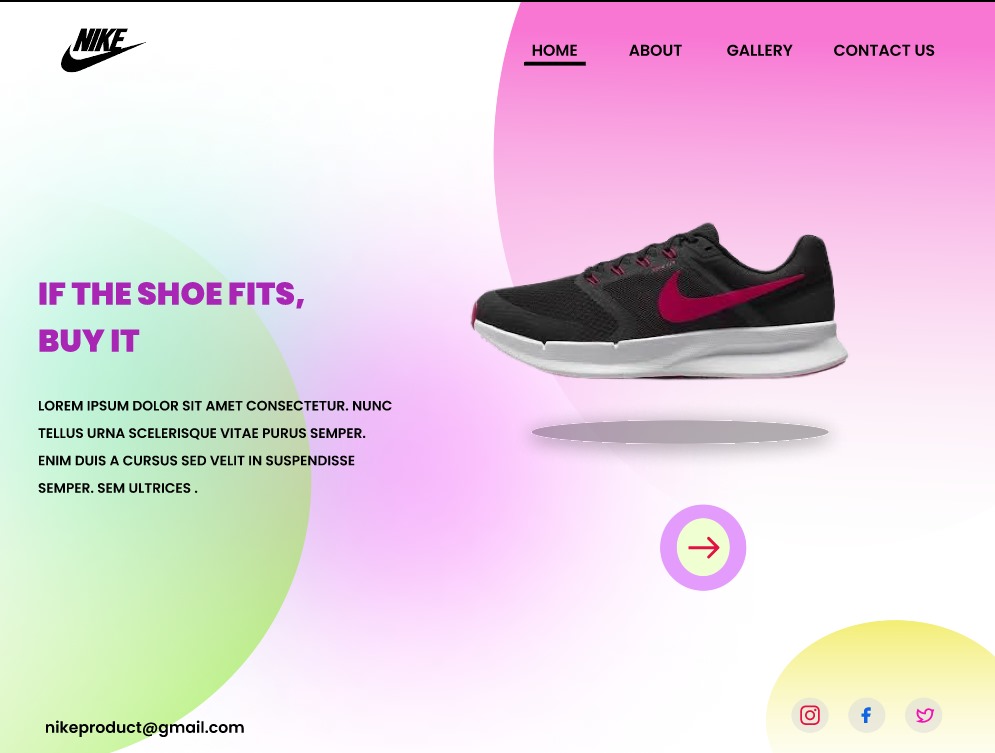 NIKE
HOME ABOUT GALLERY CONTACT US
IF THE SHOE FITS,
BUY IT
LOREM IPSUM DOLOR SIT AMET CONSECTETUR. NUNC
TELLUS URNA SCELERISQUE VITAE PURUS SEMPER.
ENIM DUIS A CURSUS SED VELIT IN SUSPENDISSE
SEMPER. SEM ULTRICES .
nikeproduct@gmail.com